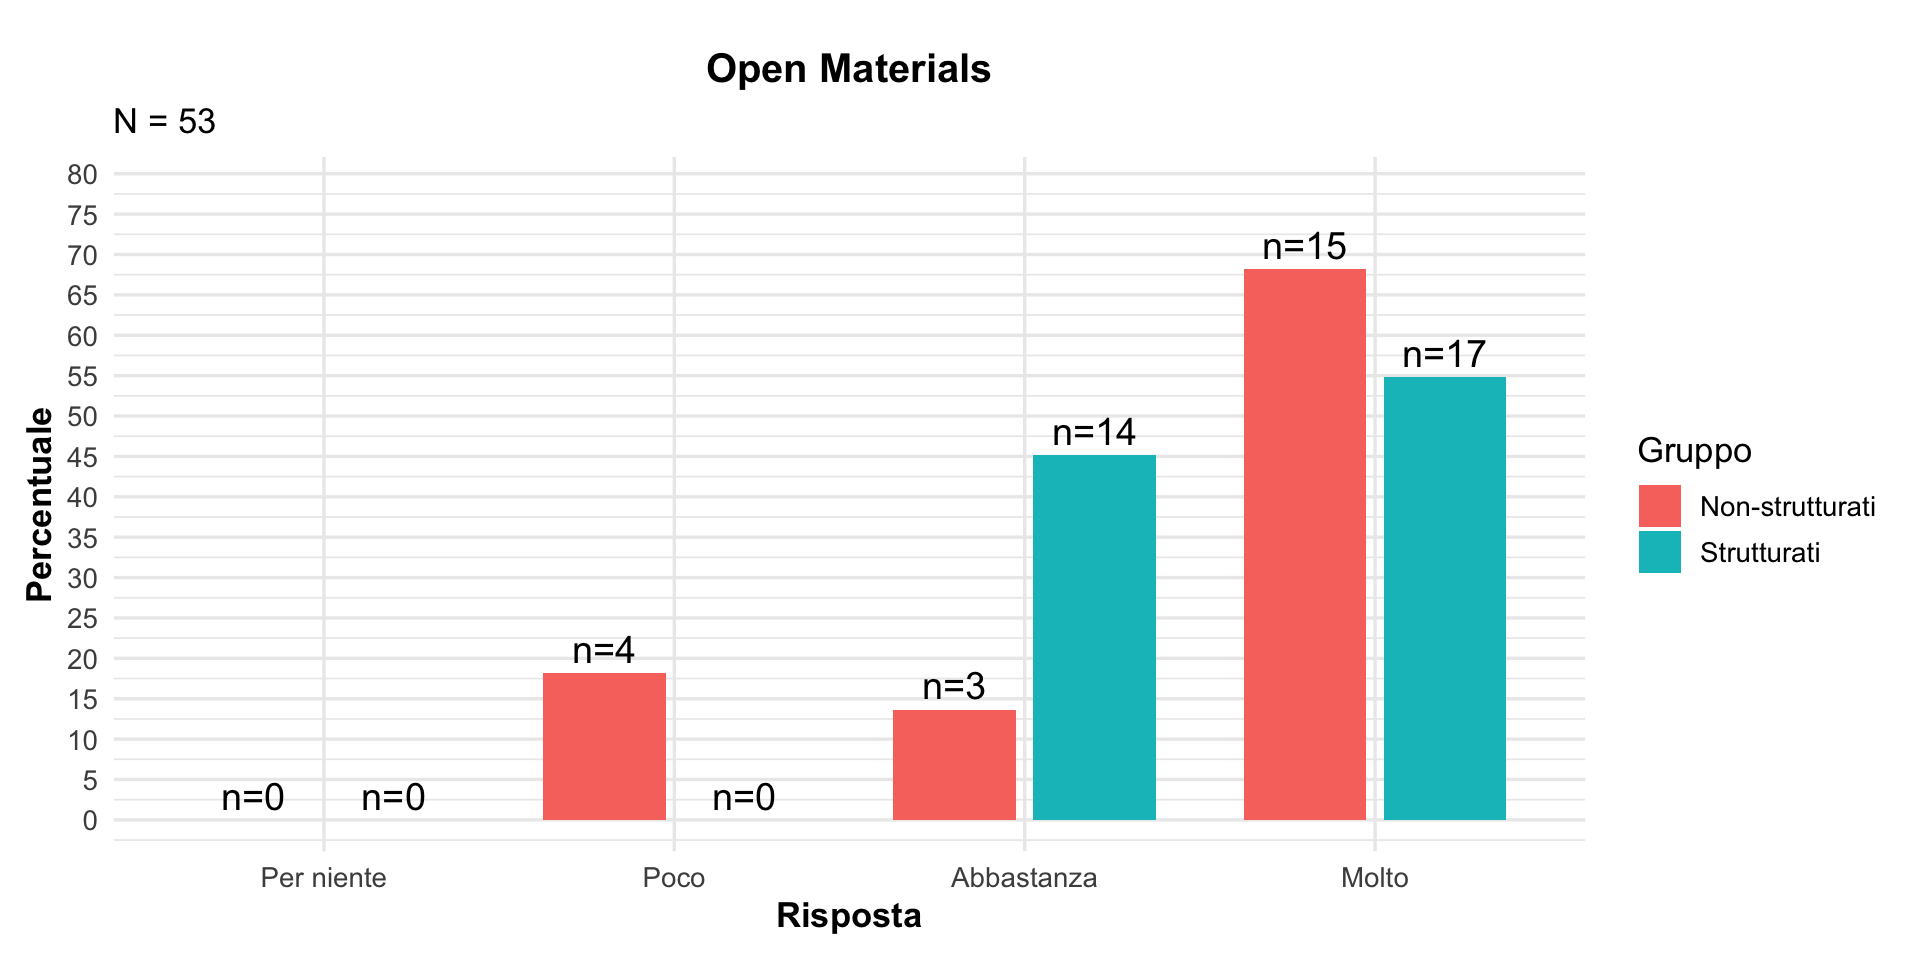 Open Materials
N = 53
80
75
70
65
60
55
50
45
40
35
30
25
20
15
10
5
0
Percentuale
n=0
n=0
n=4
n=0
n=3
n=14
n=15
n=17
Per niente
Poco
Abbastanza
Molto
Risposta
Gruppo
Non-strutturati
Strutturati